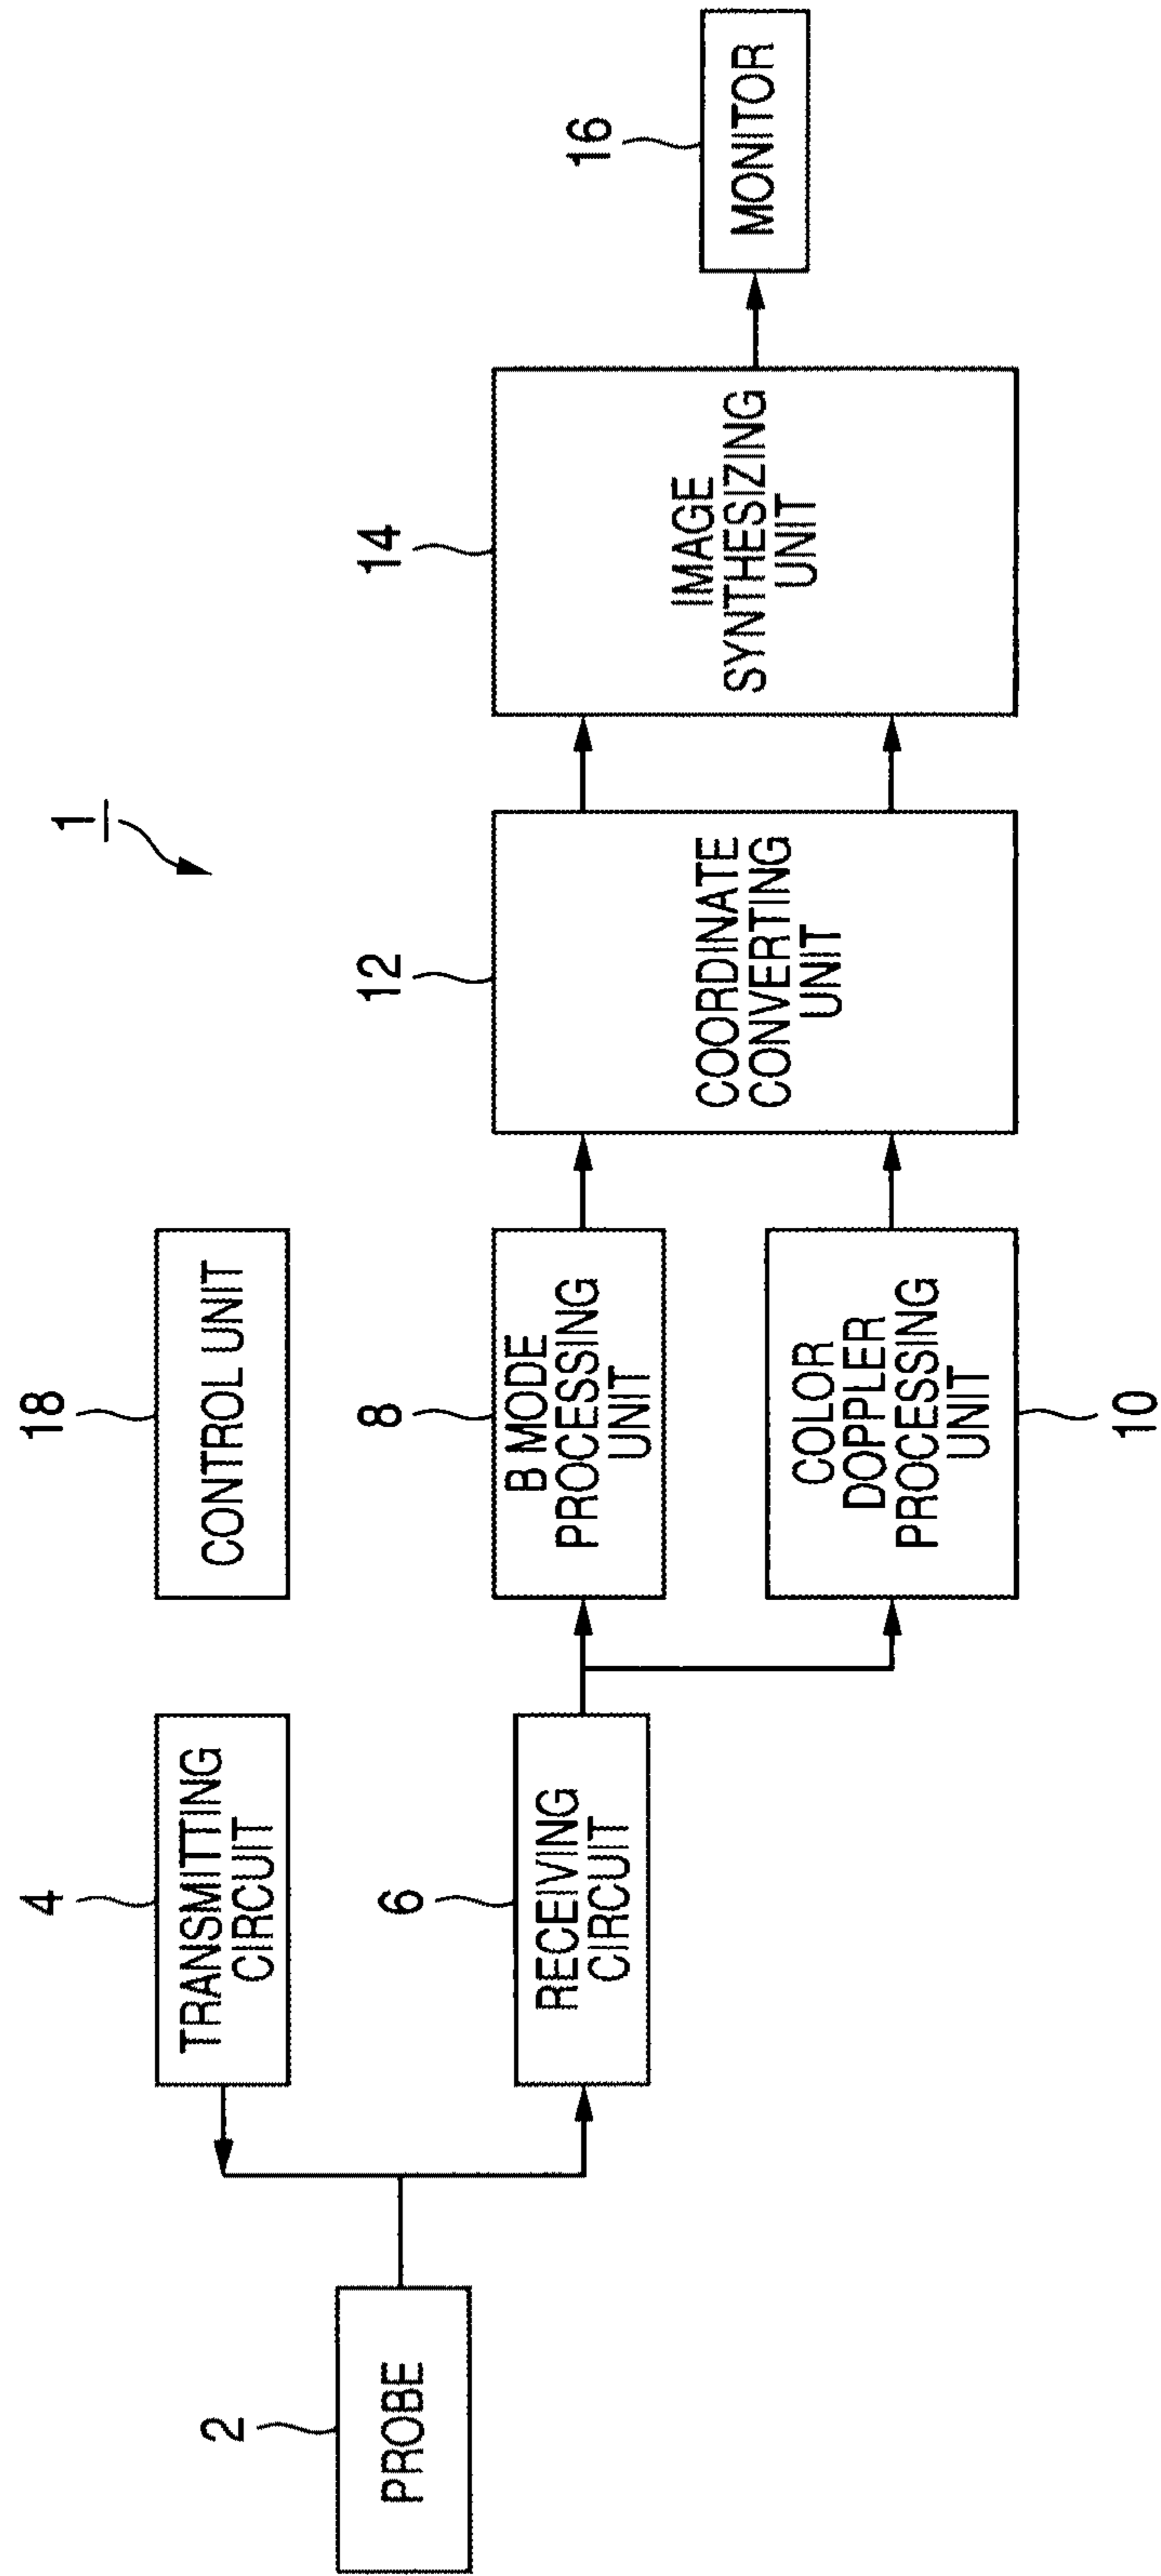 1
18
CONTROL UNIT
4
TRANSMITTING
CIRCUIT
2
PROBE
6
RECEIVING
CIRCUIT
8
B MODE
PROCESSING
UNIT
COLOR
DOPPLER
PROCESSING
UNIT
10
12
COORDINATE
CONVERTING
UNIT
14
IMAGE
SYNTHESIZING
UNIT
16
MONITOR